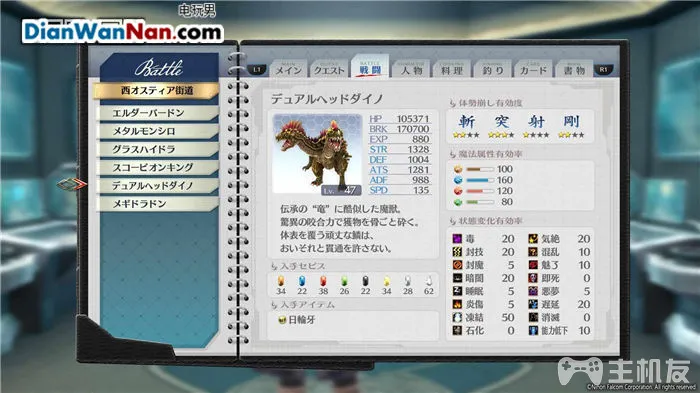 电玩男
DianWanNan.com
Battle
西オスティア街道
エルダーバードン
メタルモンシロ
グラスハイドラ
スコーピオンキング
デュアルヘッドダイノ
メギドラドン
L1
MAIN
メイン
クエスト
BATTLE
戦闘
人物
料理
釣り
CARD
カード
BOOK
書物
R1
デュアルヘッドダイノ
HP 105371
BRK 170700
EXP 880
STR 1328
DEF 1004
ATS 1281
ADF 988
SPD 135
Lv. 47
伝承の“竜”に酷似した魔獣。
驚異の咬合力で獲物を骨ごと砕く。
体表を覆う頑丈な鱗は、
おいそれと貫通を許さない。
入手セピス
34 22 38 26 34 34 28 62
入手アイテム
日輪牙
体勢崩し有効度
斬 突 射 剛
★★★★★ ★★★★★ ★★★★★ ★★★★★
魔法属性有効率
100
160
120
80
状態変化有効率
毒 20 気絶 20
封技 20 混乱 10
封魔 5 魅了 10
暗闇 20 即死 0
睡眠 5 悪夢 5
炎傷 5 遅延 20
凍結 50 消滅 0
石化 0 能力低下 10
主机友
©Nihon Falcom Corporation. All rights reserved.